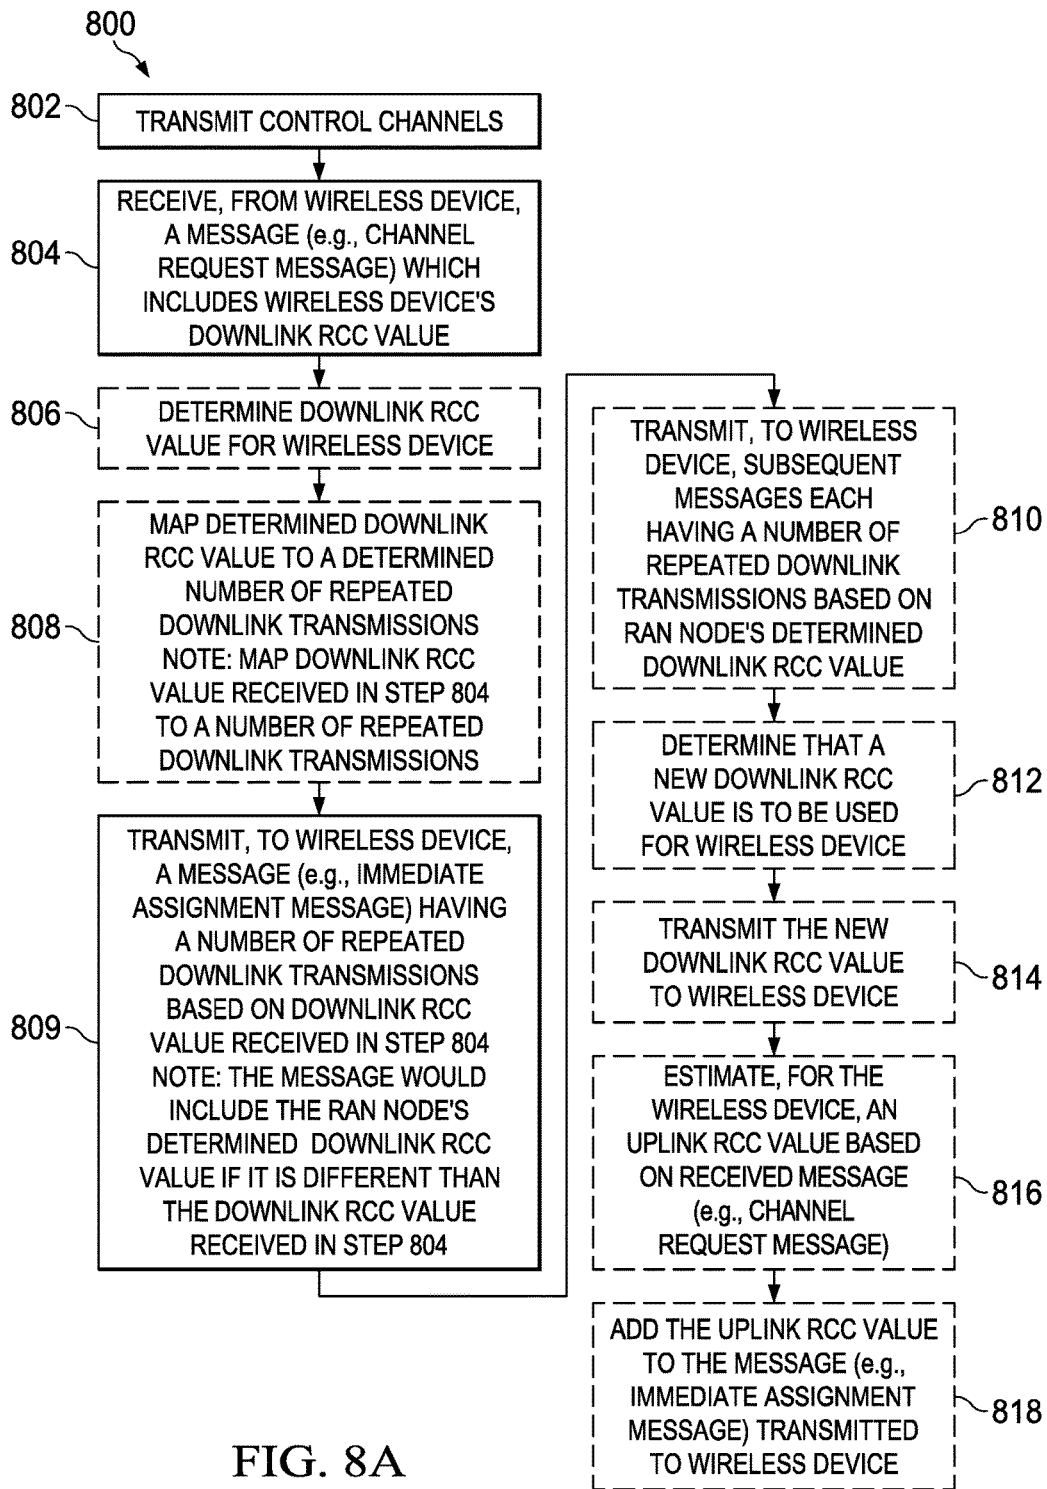 800
802
TRANSMIT CONTROL CHANNELS
804
RECEIVE, FROM WIRELESS DEVICE,
A MESSAGE (e.g., CHANNEL
REQUEST MESSAGE) WHICH
INCLUDES WIRELESS DEVICE'S
DOWNLINK RCC VALUE
806
DETERMINE DOWNLINK RCC
VALUE FOR WIRELESS DEVICE
808
MAP DETERMINED DOWNLINK
RCC VALUE TO A DETERMINED
NUMBER OF REPEATED
DOWNLINK TRANSMISSIONS
NOTE: MAP DOWNLINK RCC
VALUE RECEIVED IN STEP 804
TO A NUMBER OF REPEATED
DOWNLINK TRANSMISSIONS
809
TRANSMIT, TO WIRELESS DEVICE,
A MESSAGE (e.g., IMMEDIATE
ASSIGNMENT MESSAGE) HAVING
A NUMBER OF REPEATED
DOWNLINK TRANSMISSIONS
BASED ON DOWNLINK RCC
VALUE RECEIVED IN STEP 804
NOTE: THE MESSAGE WOULD
INCLUDE THE RAN NODE'S
DETERMINED DOWNLINK RCC
VALUE IF IT IS DIFFERENT THAN
THE DOWNLINK RCC VALUE
RECEIVED IN STEP 804
TRANSMIT, TO WIRELESS
DEVICE, SUBSEQUENT
MESSAGES EACH
HAVING A NUMBER OF
REPEATED DOWNLINK
TRANSMISSIONS BASED ON
RAN NODE'S DETERMINED
DOWNLINK RCC VALUE
810
DETERMINE THAT A
NEW DOWNLINK RCC
VALUE IS TO BE USED
FOR WIRELESS DEVICE
812
TRANSMIT THE NEW
DOWNLINK RCC VALUE
TO WIRELESS DEVICE
814
ESTIMATE, FOR THE
WIRELESS DEVICE, AN
UPLINK RCC VALUE BASED
ON RECEIVED MESSAGE
(e.g., CHANNEL
REQUEST MESSAGE)
816
ADD THE UPLINK RCC VALUE
TO THE MESSAGE (e.g.,
IMMEDIATE ASSIGNMENT
MESSAGE) TRANSMITTED
TO WIRELESS DEVICE
818
FIG. 8A